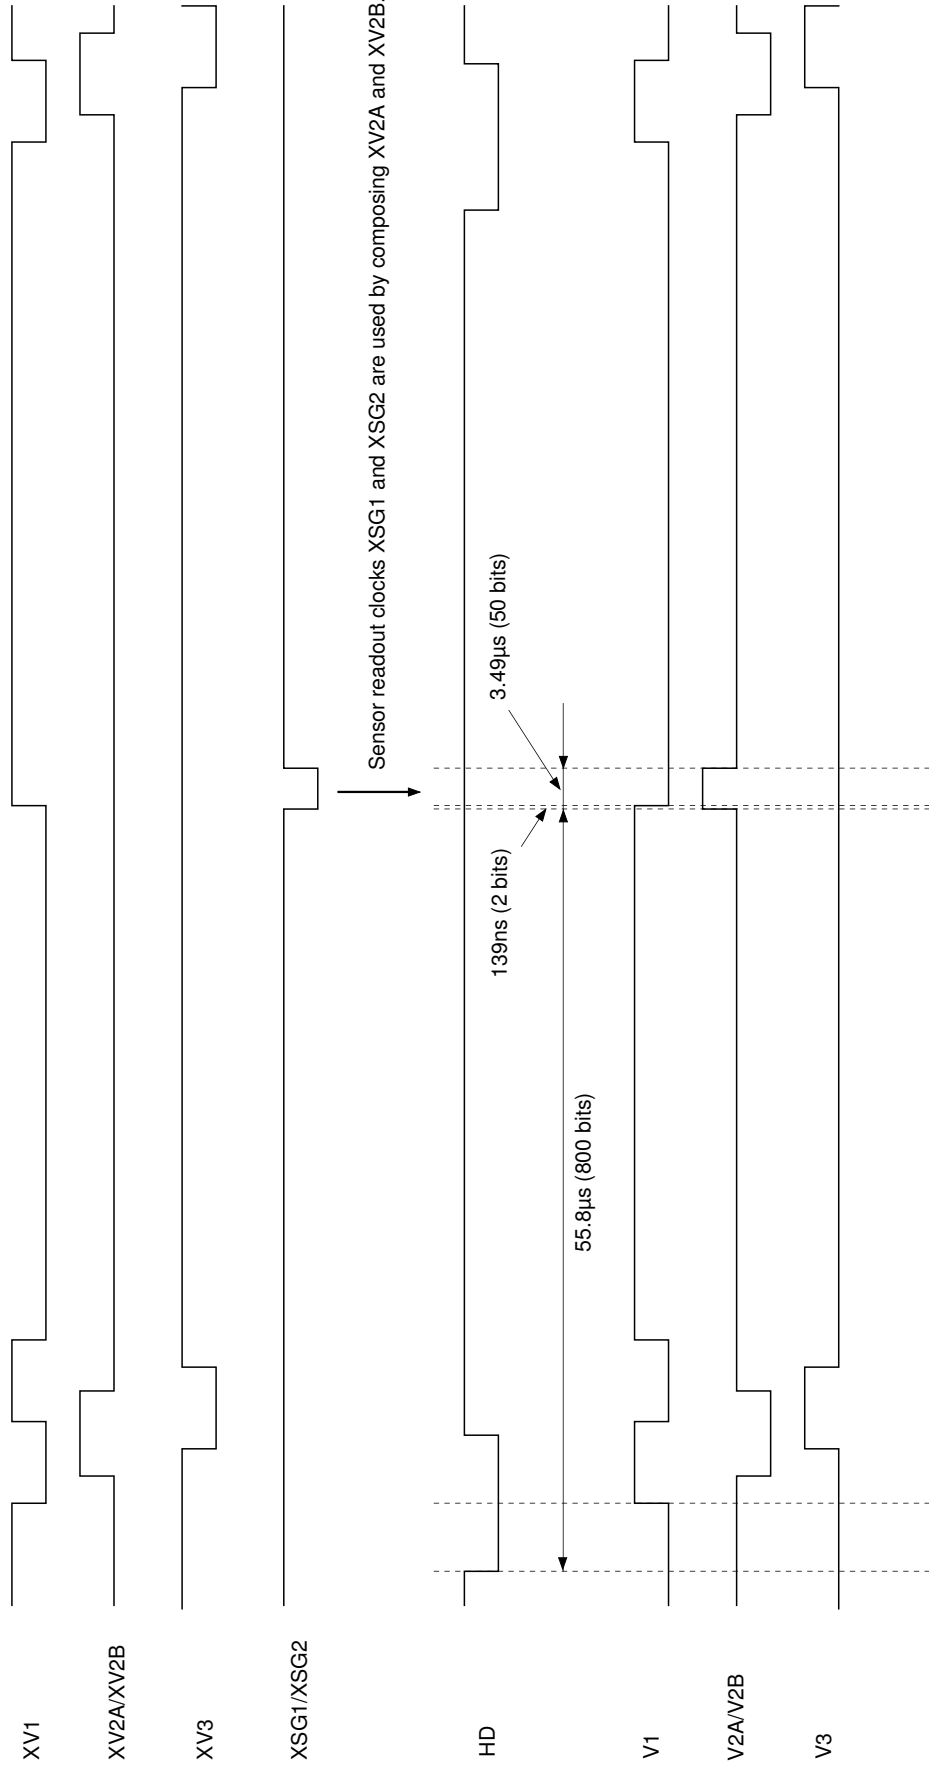 XV1
XV2A/XV2B
XV3
XSG1/XSG2
Sensor readout clocks XSG1 and XSG2 are used by composing XV2A and XV2B.
HD
139ns (2 bits)
3.49µs (50 bits)
55.8µs (800 bits)
V1
V2A/V2B
V3